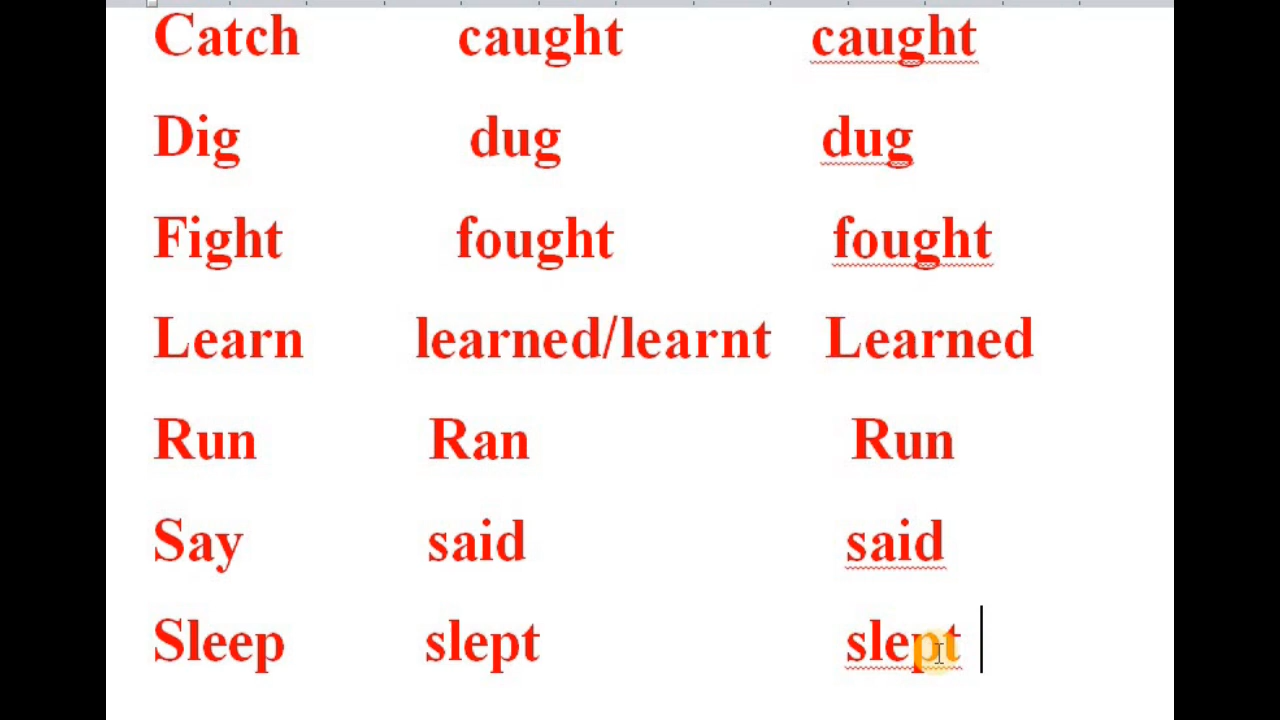 Catch caught caught
Dig dug dug
Fight fought fought
Learn learned/learnt Learned
Run Ran Run
Say said said
Sleep slept slept